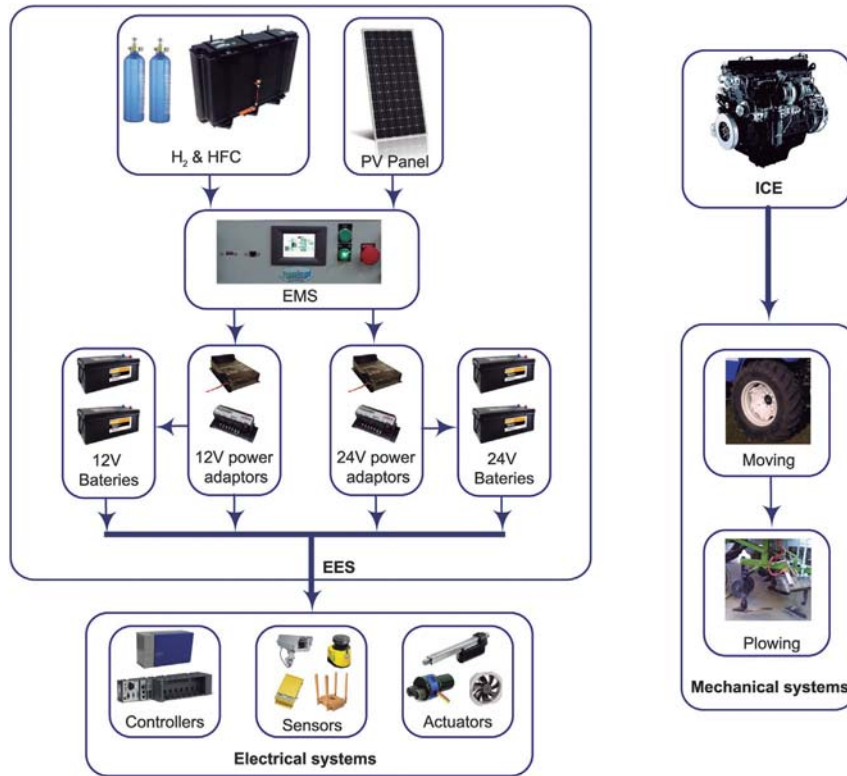 H₂ & HFC
PV Panel
ICE
EMS
12V
Bateries
12V power
adaptors
24V power
adaptors
24V
Bateries
Moving
EES
Plowing
Controllers
Sensors
Actuators
Mechanical systems
Electrical systems